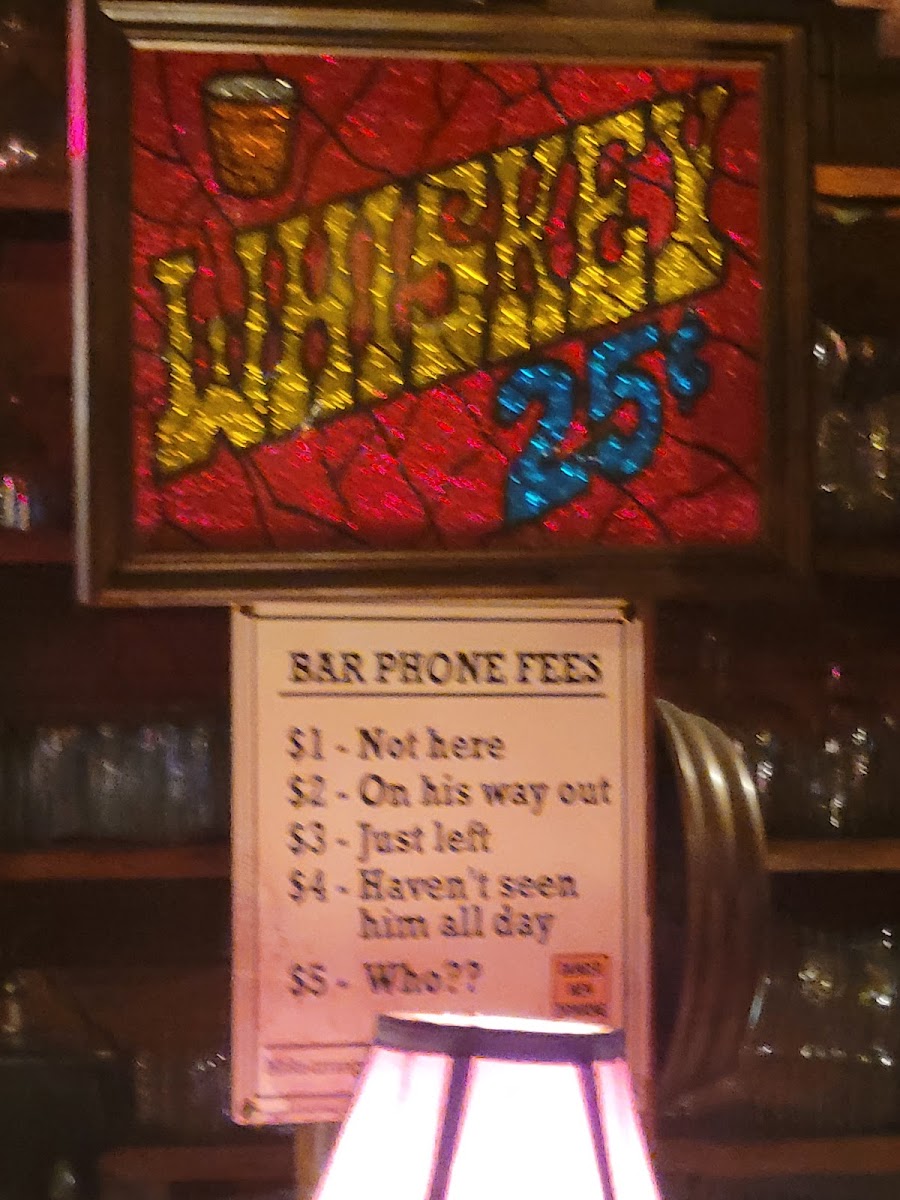 WHISKEY
25¢
BAR PHONE FEES
$1 - Not here
$2 - On his way out
$3 - Just left
$4 - Haven't seen
him all day
$5 - Who??